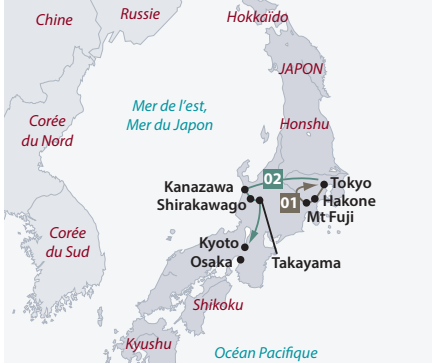 Chine
Russie
Hokkaïdo
JAPON
Mer de l'est,
Mer du Japon
Corée
du Nord
Honshu
02
Kanazawa
Tokyo
Shirakawago
01
Hakone
Mt Fuji
Corée
du Sud
Kyoto
Osaka
Takayama
Shikoku
Kyushu
Océan Pacifique